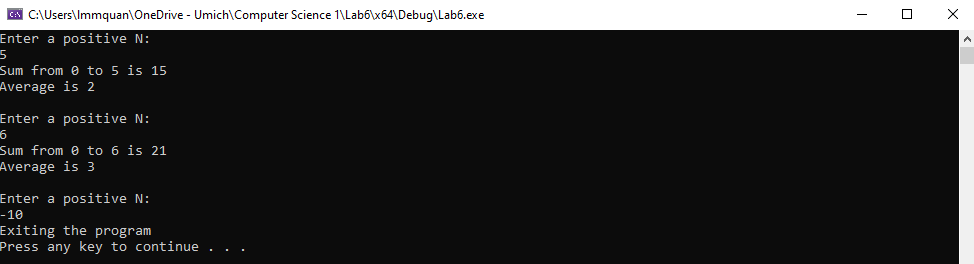 C:\Users\lmmquan\OneDrive - Umich\Computer Science 1\Lab6\x64\Debug\Lab6.exe
Enter a positive N:
5
Sum from 0 to 5 is 15
Average is 2
Enter a positive N:
6
Sum from 0 to 6 is 21
Average is 3
Enter a positive N:
-10
Exiting the program
Press any key to continue . . .